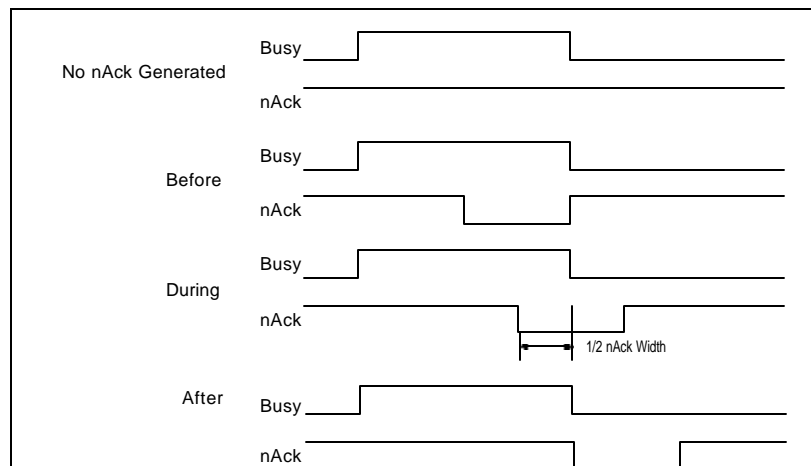 Busy
No nAck Generated
nAck
Busy
Before
nAck
Busy
During
nAck
1/2 nAck Width
After
Busy
nAck